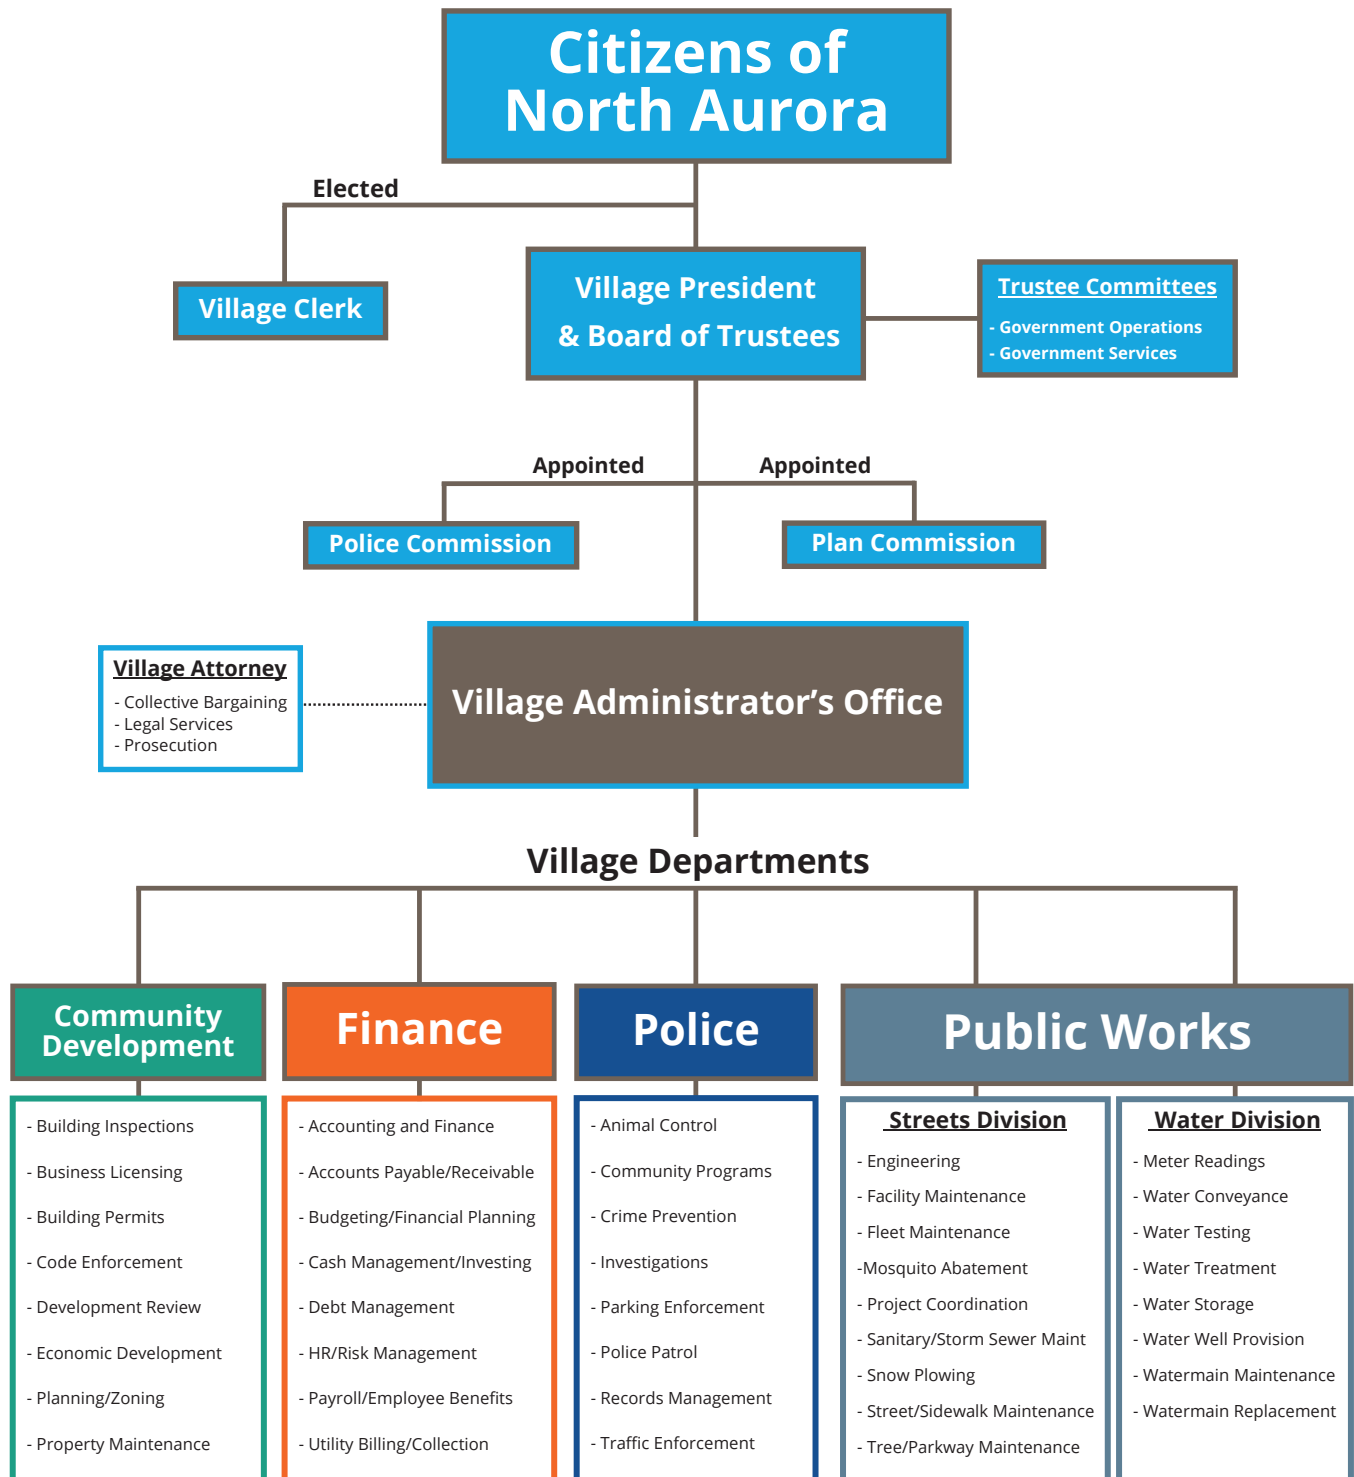 Citizens of
North Aurora
Elected
Village Clerk
Village President
& Board of Trustees
Trustee Committees
- Government Operations
- Government Services
Appointed
Appointed
Police Commission
Plan Commission
Village Attorney
- Collective Bargaining
- Legal Services
- Prosecution
Village Administrator’s Office
Village Departments
Community
Development
- Building Inspections
- Business Licensing
- Building Permits
- Code Enforcement
- Development Review
- Economic Development
- Planning/Zoning
- Property Maintenance
Finance
- Accounting and Finance
- Accounts Payable/Receivable
- Budgeting/Financial Planning
- Cash Management/Investing
- Debt Management
- HR/Risk Management
- Payroll/Employee Benefits
- Utility Billing/Collection
Police
- Animal Control
- Community Programs
- Crime Prevention
- Investigations
- Parking Enforcement
- Police Patrol
- Records Management
- Traffic Enforcement
Public Works
Streets Division
- Engineering
- Facility Maintenance
- Fleet Maintenance
-Mosquito Abatement
- Project Coordination
- Sanitary/Storm Sewer Maint
- Snow Plowing
- Street/Sidewalk Maintenance
- Tree/Parkway Maintenance
Water Division
- Meter Readings
- Water Conveyance
- Water Testing
- Water Treatment
- Water Storage
- Water Well Provision
- Watermain Maintenance
- Watermain Replacement